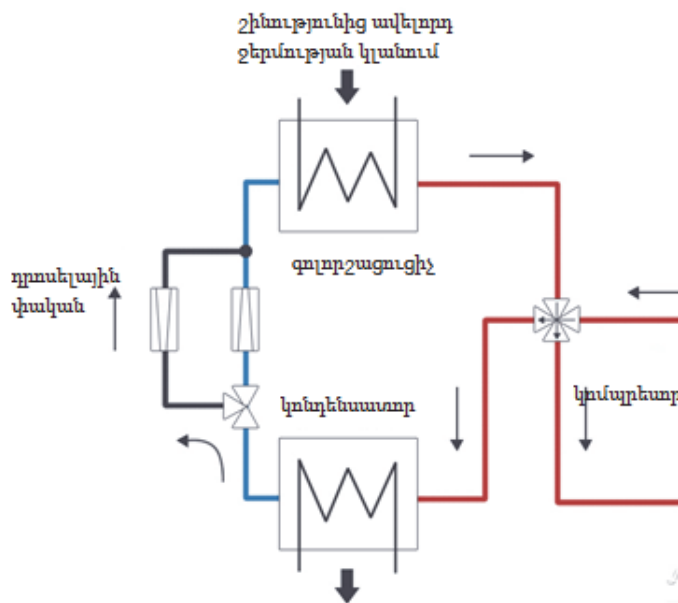 շինությունից ավելորդ
ջերմության կլանում
գոլորշացուցիչ
դրոսելային
փական
կոնդենսատոր
կոմպրեսոր